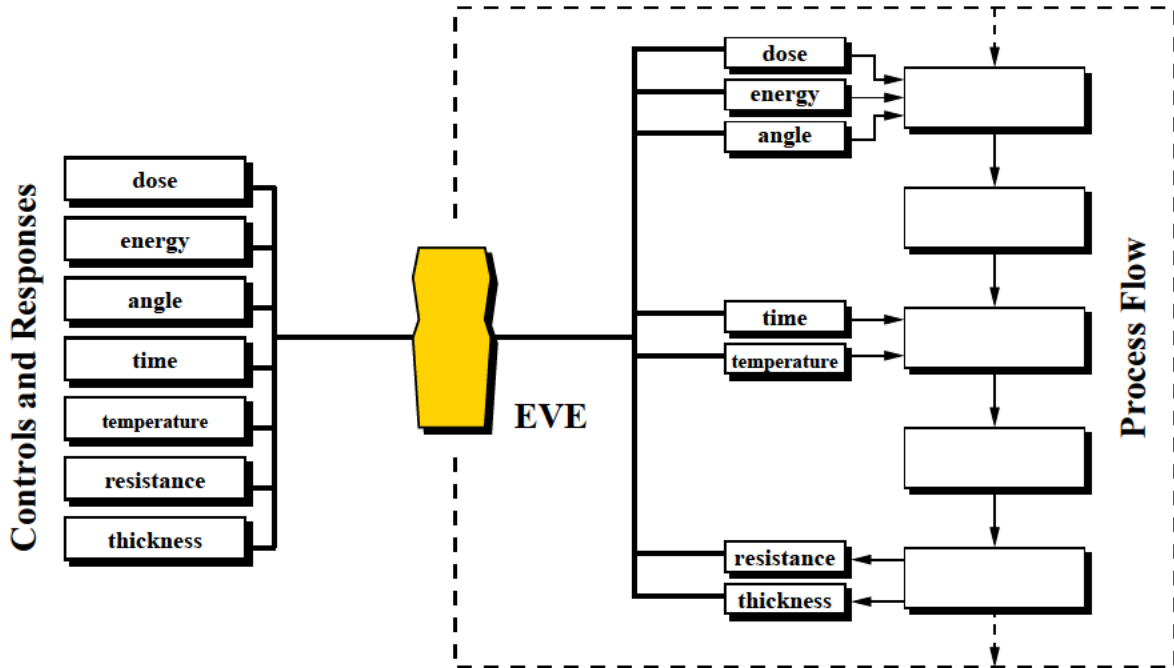 Controls and Responses
dose
energy
angle
time
temperature
resistance
thickness
EVE
dose
energy
angle
time
temperature
resistance
thickness
Process Flow